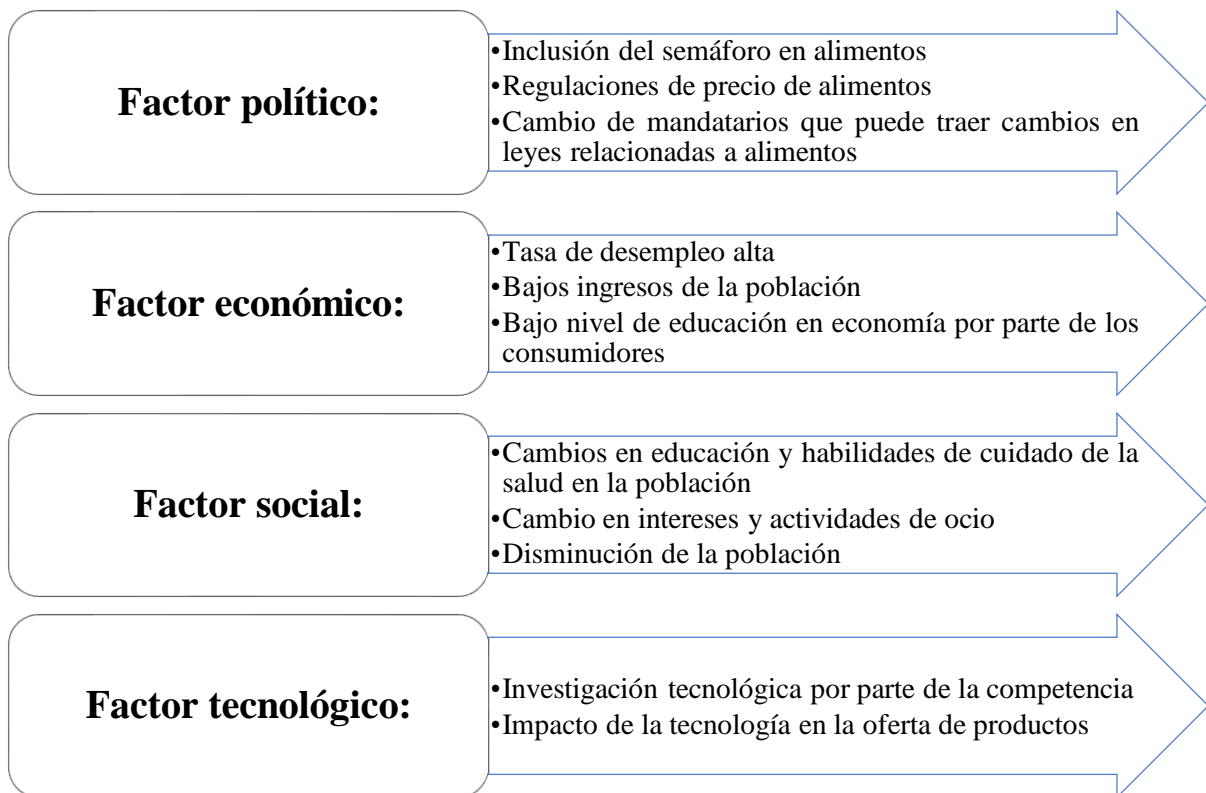 Factor político:
•Inclusión del semáforo en alimentos
•Regulaciones de precio de alimentos
•Cambio de mandatarios que puede traer cambios en
leyes relacionadas a alimentos
Factor económico:
•Tasa de desempleo alta
•Bajos ingresos de la población
•Bajo nivel de educación en economía por parte de los
consumidores
Factor social:
•Cambios en educación y habilidades de cuidado de la
salud en la población
•Cambio en intereses y actividades de ocio
•Disminución de la población
Factor tecnológico:
•Investigación tecnológica por parte de la competencia
•Impacto de la tecnología en la oferta de productos